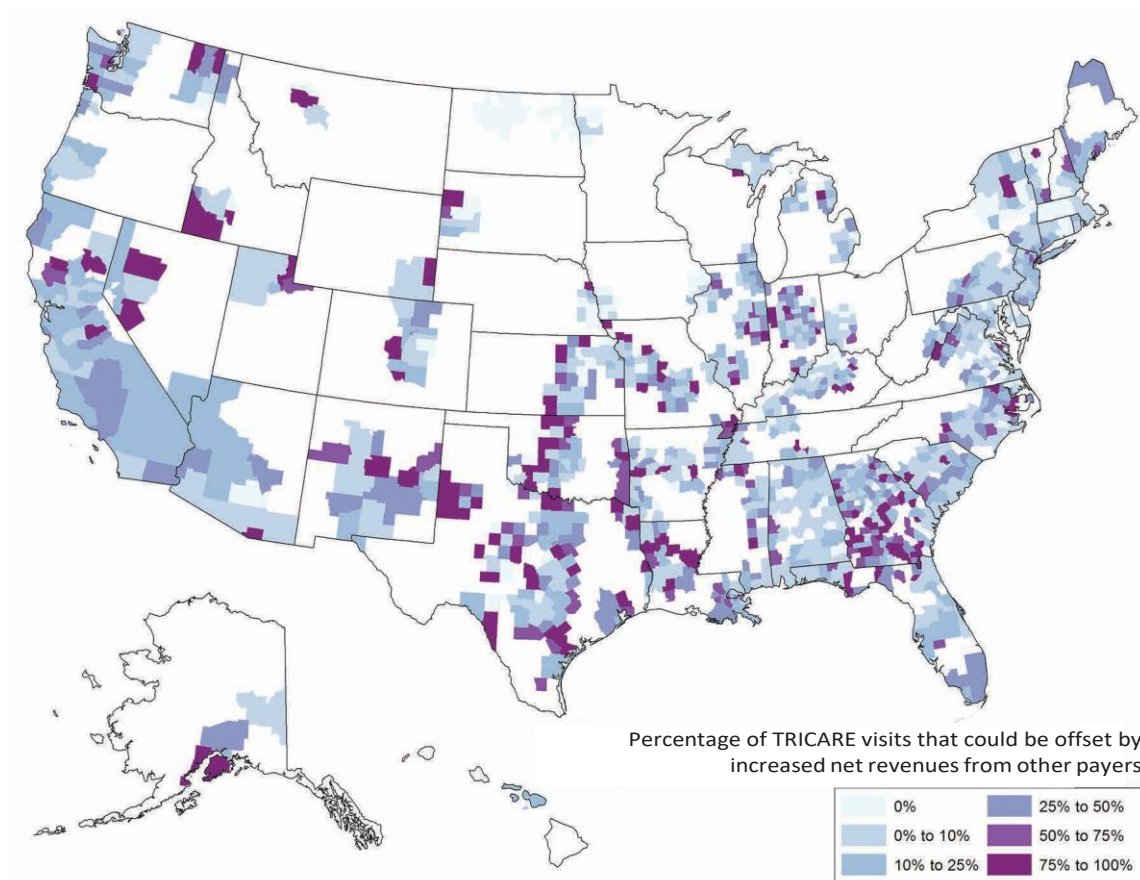 Percentage of TRICARE visits that could be offset by
increased net revenues from other payers
0%
0% to 10%
10% to 25%
25% to 50%
50% to 75%
75% to 100%